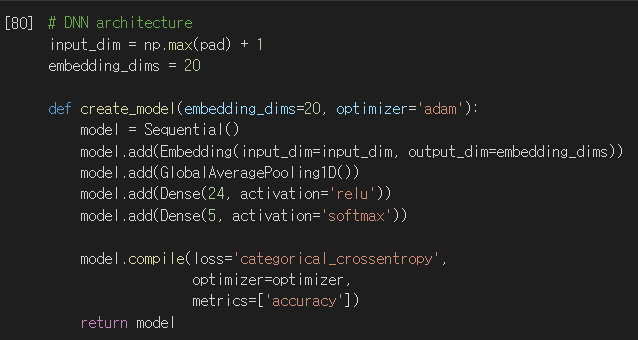 [80] # DNN architecture
input_dim = np.max(pad) + 1
embedding_dims = 20
def create_model(embedding_dims=20, optimizer='adam'):
model = Sequential()
model.add(Embedding(input_dim=input_dim, output_dim=embedding_dims))
model.add(GlobalAveragePooling1D())
model.add(Dense(24, activation='relu'))
model.add(Dense(5, activation='softmax'))
model.compile(loss='categorical_crossentropy',
optimizer=optimizer,
metrics=['accuracy'])
return model